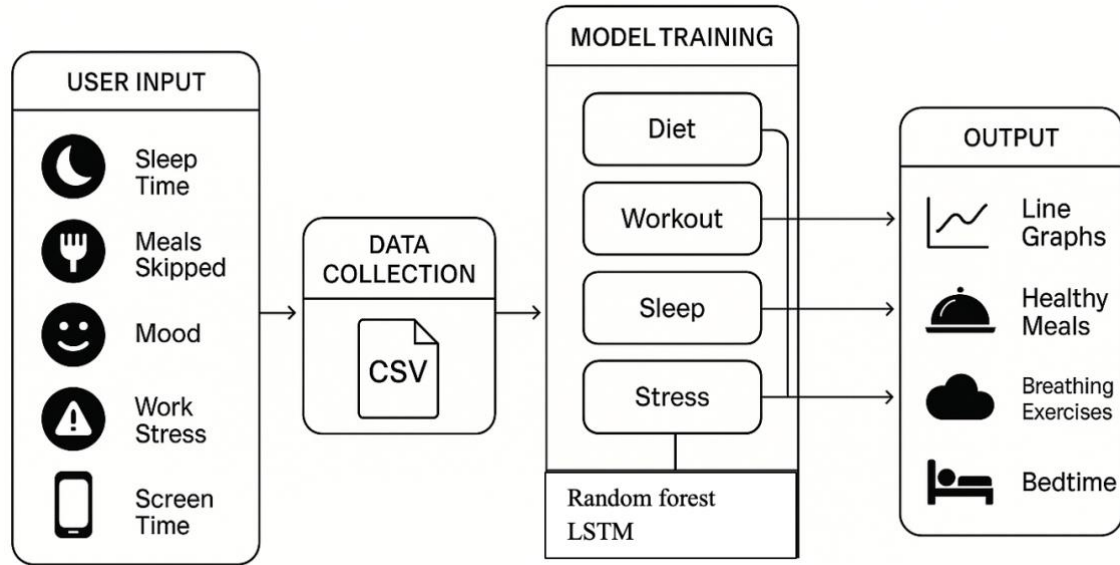 USER INPUT
Sleep
Time
Meals
Skipped
Mood
Work
Stress
Screen
Time
DATA
COLLECTION
CSV
MODEL TRAINING
Diet
Workout
Sleep
Stress
Random forest
LSTM
OUTPUT
Line
Graphs
Healthy
Meals
Breathing
Exercises
Bedtime